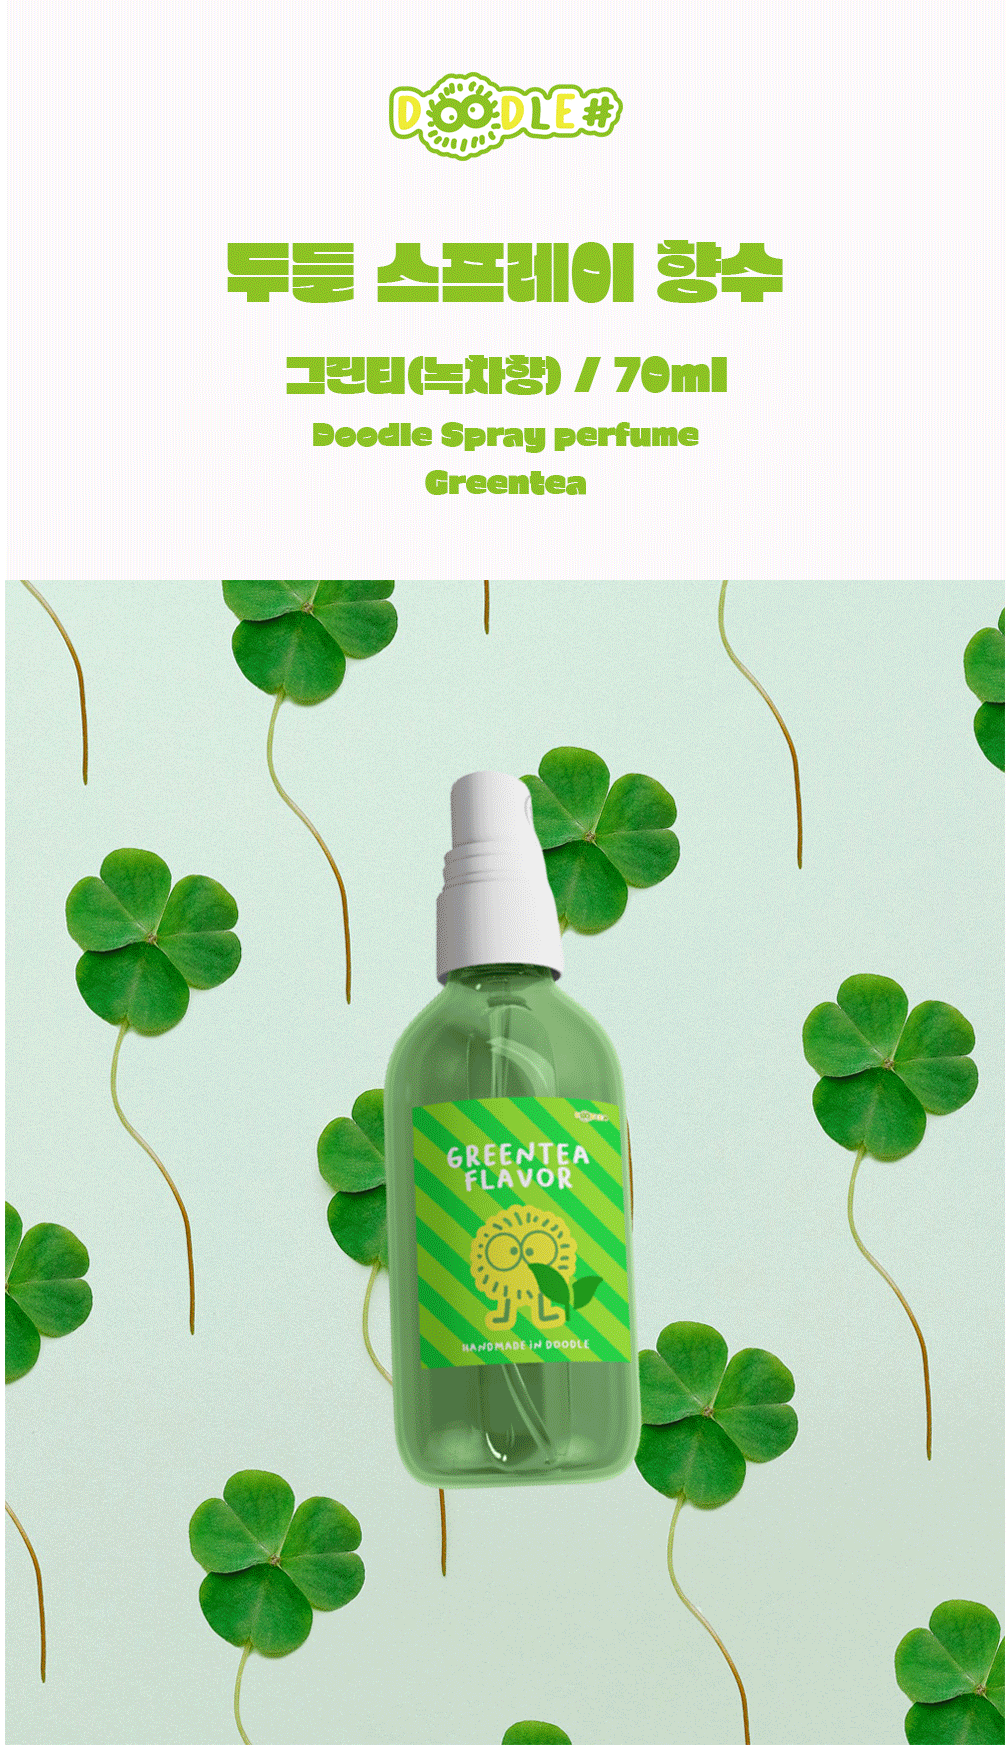 DOODLE#
두들 스프레이 향수
그린티(녹차향) / 70ml
Doodle Spray perfume
Greentea
DOODLE#
GREENTEA
FLAVOR
HANDMADE iN DOODLE